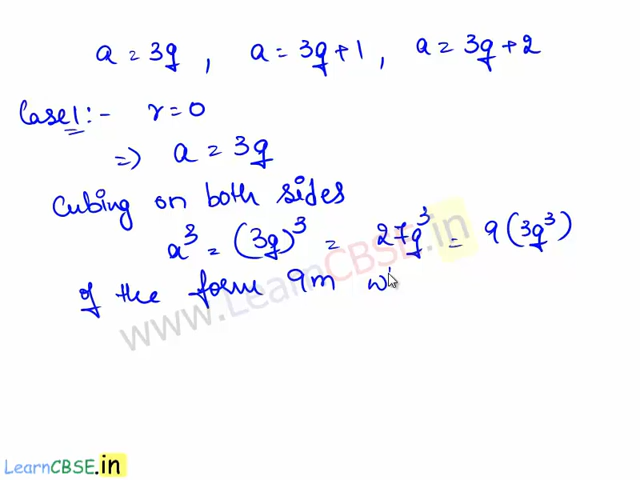 a = 3q , a = 3q+1 , a = 3q+2
Case1:- r=0
=> a = 3q
Cubing on both sides
a³ = (3q)³ = 27q³ = 9(3q³)
of the form 9m wi
www.LearnCBSE.in
LearnCBSE.in